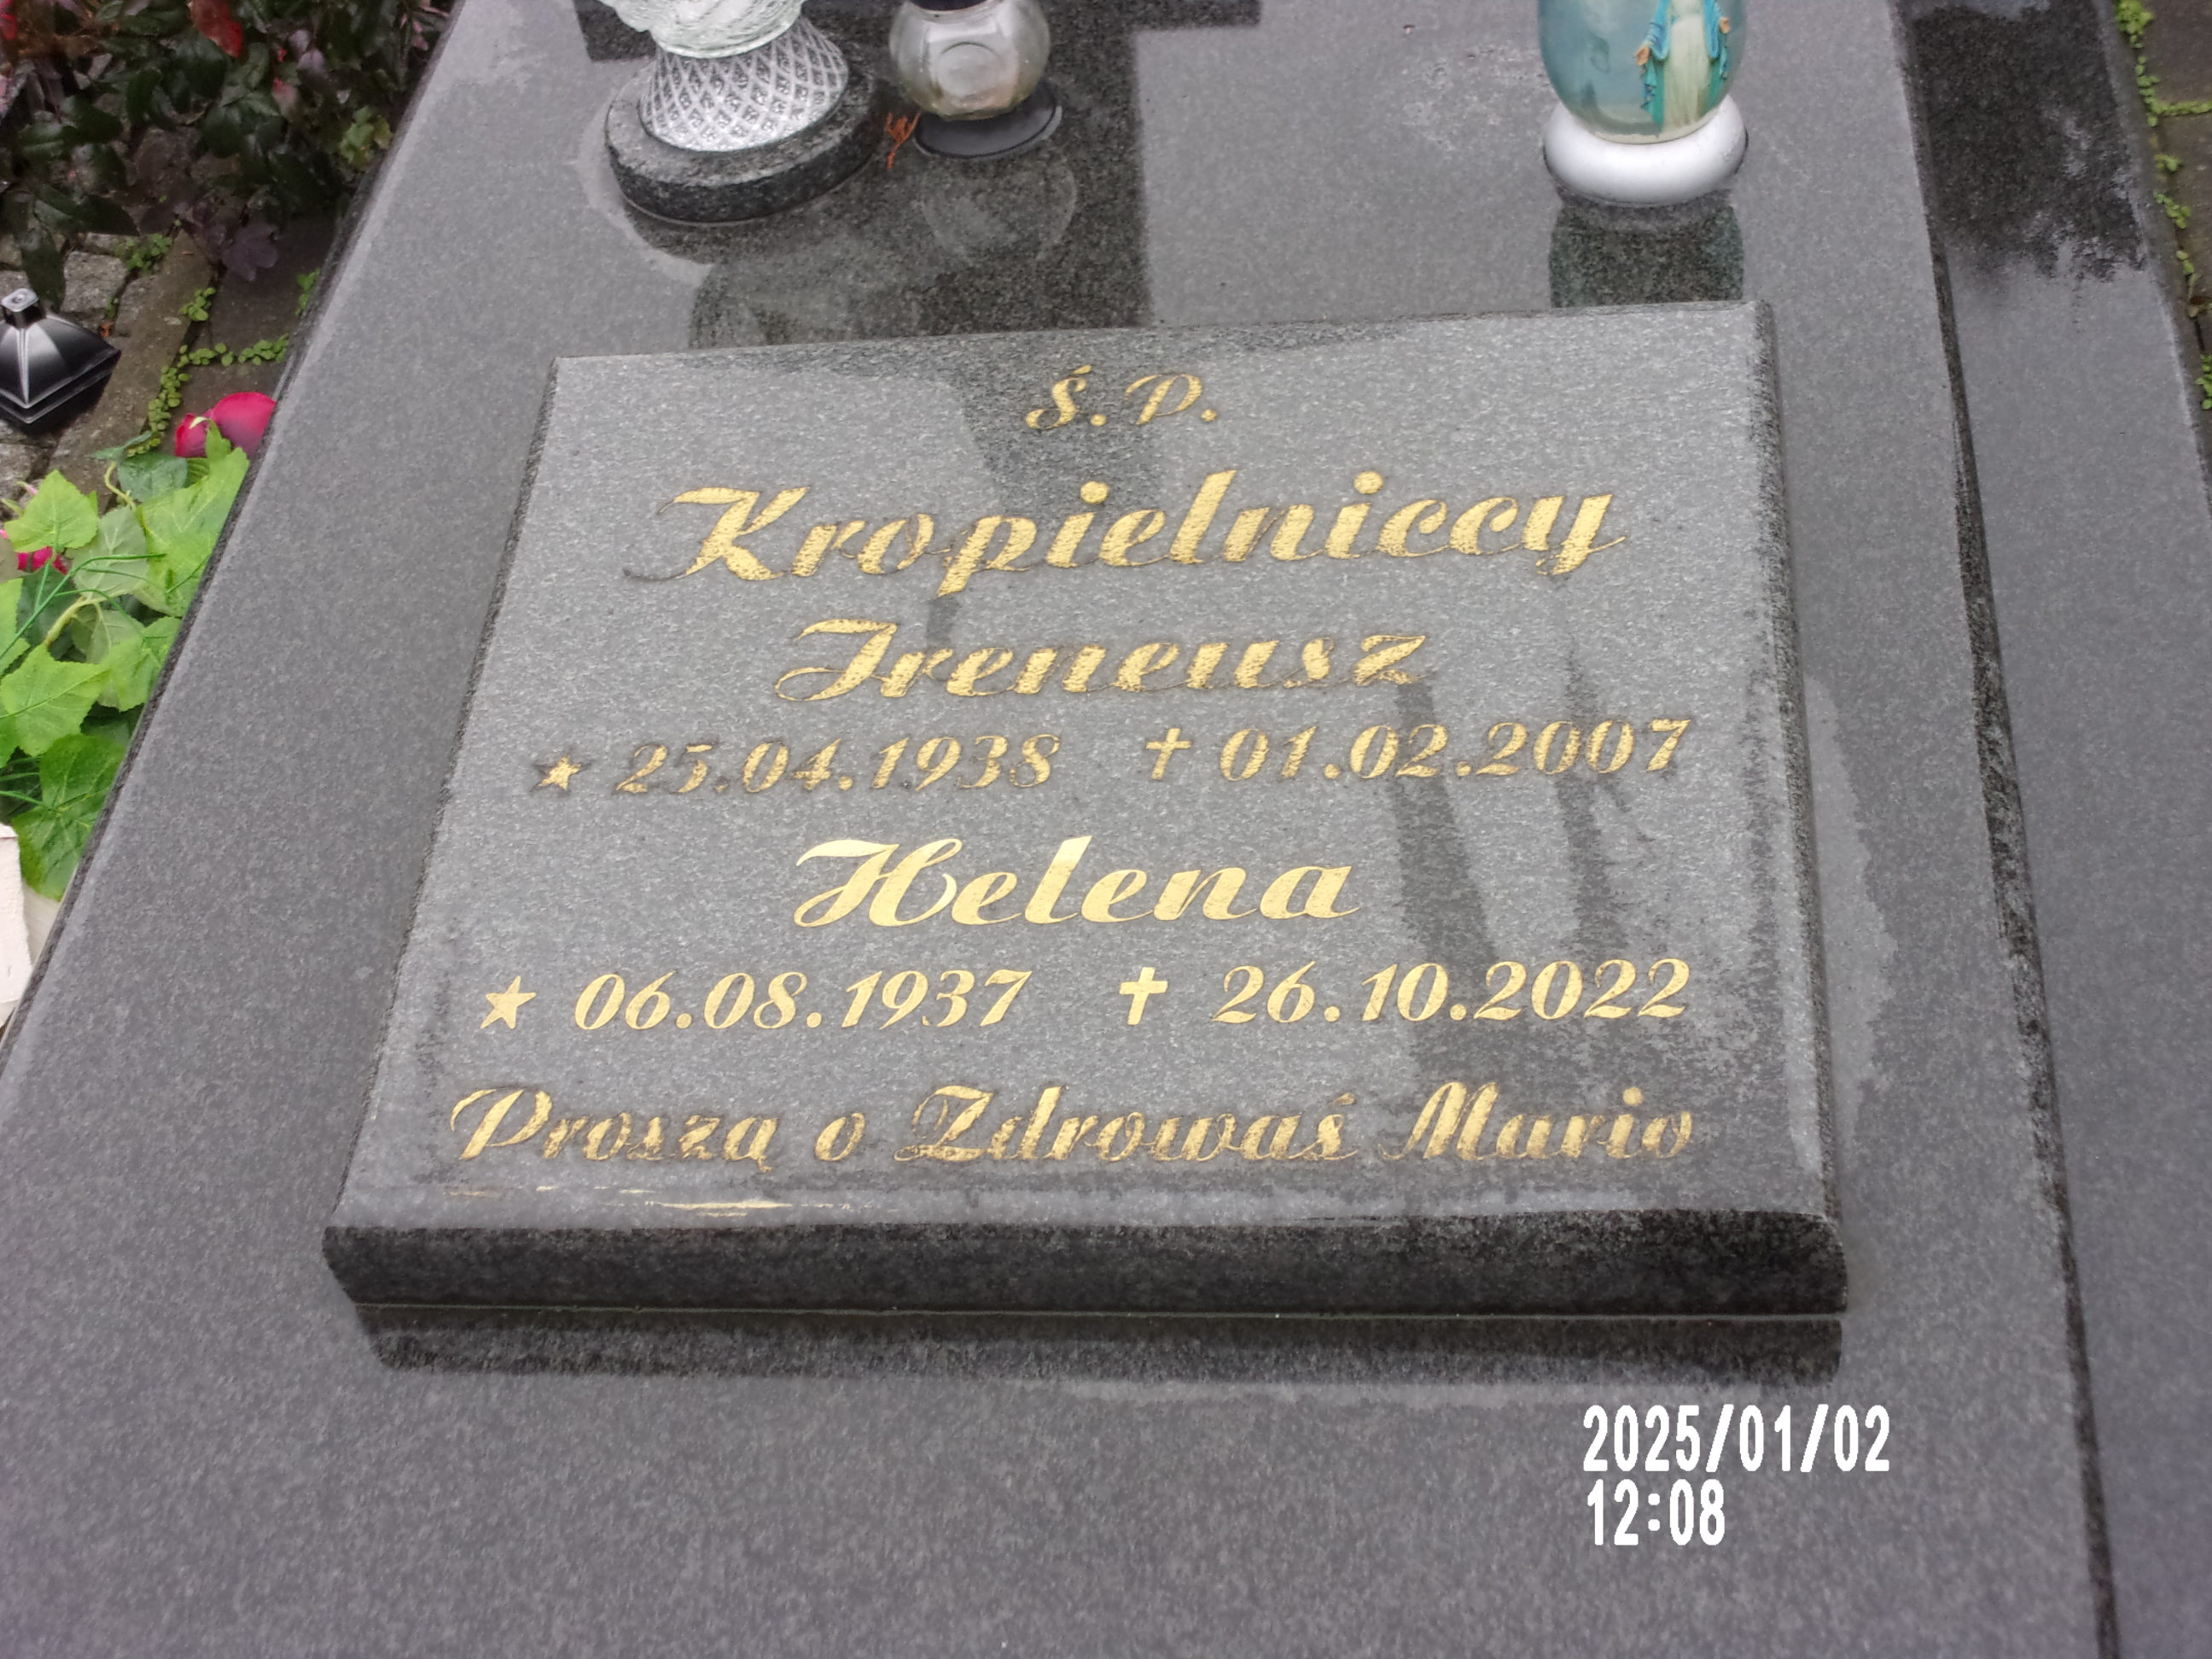 Ś.P.
Kropielniccy
Ireneusz
★ 25.04.1938 ✝ 01.02.2007
Helena
★ 06.08.1937 ✝ 26.10.2022
Proszą o Zdrowaś Mario
2025/01/02
12:08